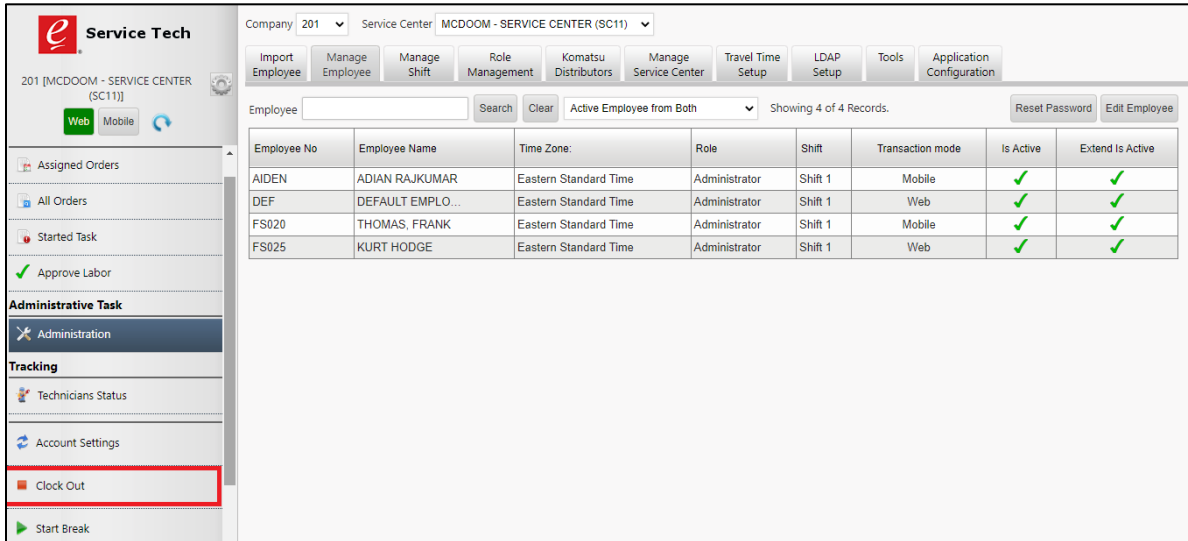 e Service Tech
201 [MCDOOM - SERVICE CENTER
(SC11)]
Web Mobile
Assigned Orders
All Orders
Started Task
Approve Labor
Administrative Task
Administration
Tracking
Technicians Status
Account Settings
Clock Out
Start Break
Company 201 Service Center MCDOOM - SERVICE CENTER (SC11)
Import Manage Manage Role Komatsu Manage Travel Time LDAP Tools Application
Employee Employee Shift Management Distributors Service Center Setup Setup Configuration
Employee Search Clear Active Employee from Both Showing 4 of 4 Records. Reset Password Edit Employee
Employee No Employee Name Time Zone: Role Shift Transaction mode Is Active Extend Is Active
AIDEN ADIAN RAJKUMAR Eastern Standard Time Administrator Shift 1 Mobile
DEF DEFAULT EMPLO... Eastern Standard Time Administrator Shift 1 Web
FS020 THOMAS, FRANK Eastern Standard Time Administrator Shift 1 Mobile
FS025 KURT HODGE Eastern Standard Time Administrator Shift 1 Web